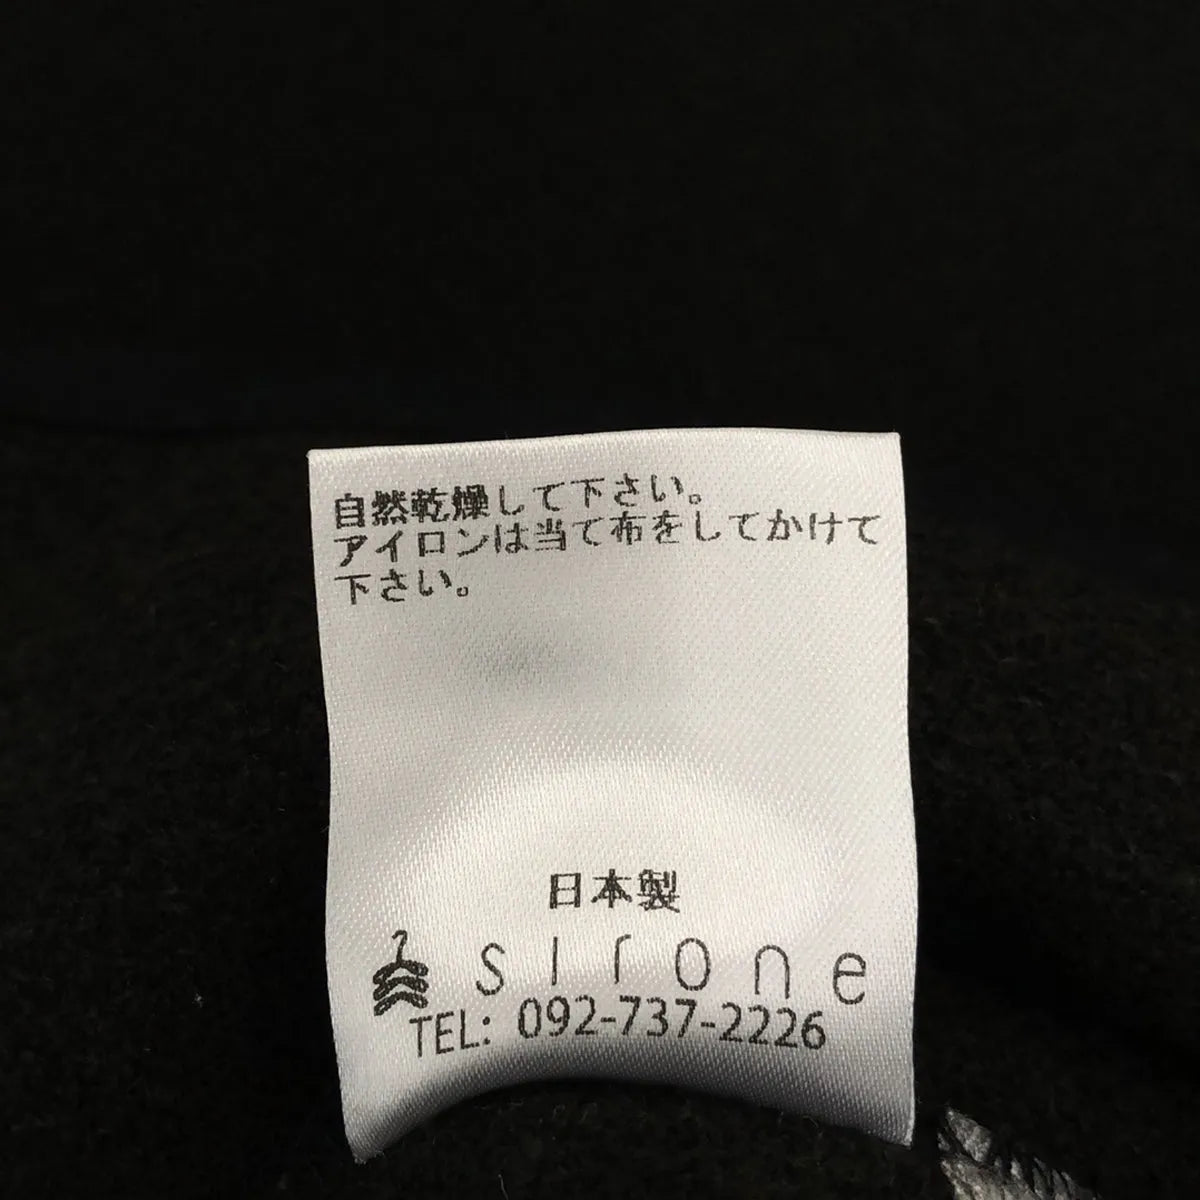 自然乾燥して下さい。
アイロンは当て布をしてかけて
下さい。
日本製
sirone
TEL: 092-737-2226